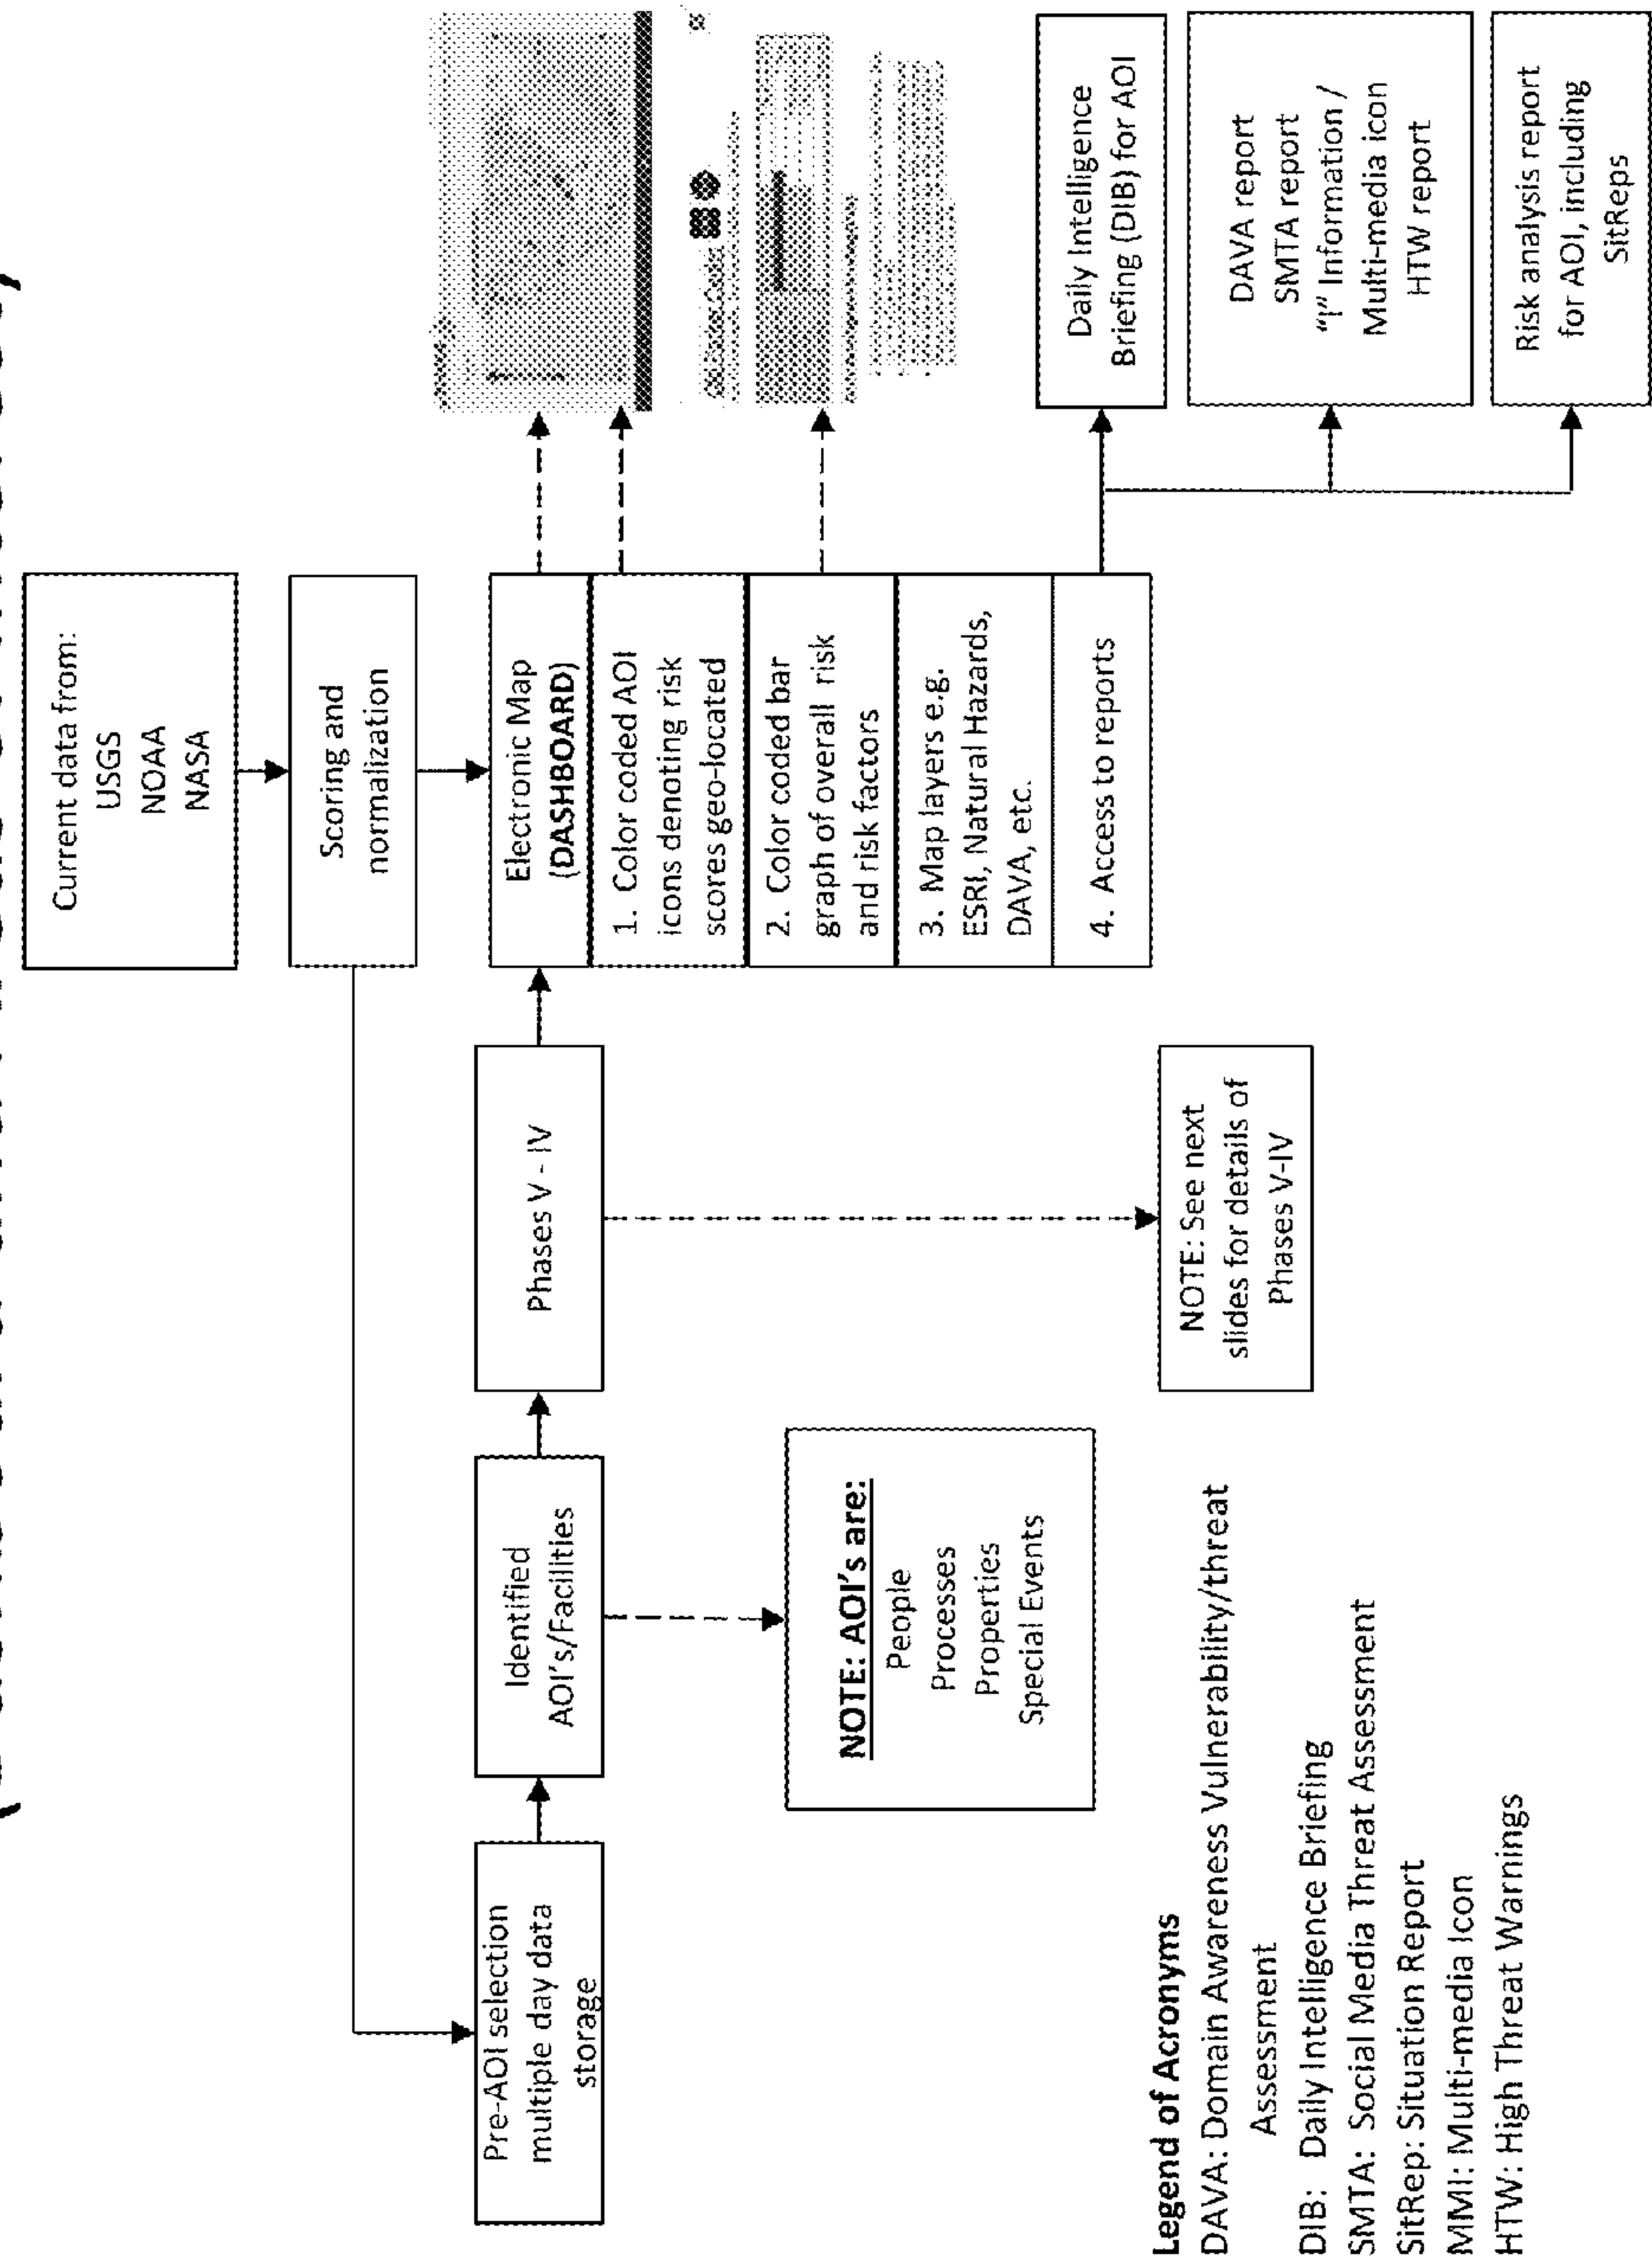 Current data from:
USGS
NOAA
NASA
Scoring and
normalization
Pre-AOI selection
multiple day data
storage
Identified
AOI's/Facilities
Phases V - IV
Electronic Map
(DASHBOARD)
1. Color coded AOI
icons denoting risk
scores geo-located
2. Color coded bar
graph of overall risk
and risk factors
3. Map layers e.g.
ESRI, Natural Hazards,
DAVA, etc.
4. Access to reports
NOTE: AOI's are:
People
Processes
Properties
Special Events
NOTE: See next
slides for details of
Phases V-IV
Daily Intelligence
Briefing (DIB) for AOI
DAVA report
SMTA report
"I" Information /
Multi-media icon
HTW report
Risk analysis report
for AOI, including
SitReps
Legend of Acronyms
DAVA: Domain Awareness Vulnerability/threat
Assessment
DIB: Daily Intelligence Briefing
SMTA: Social Media Threat Assessment
SitRep: Situation Report
MMI: Multi-media Icon
HTW: High Threat Warnings